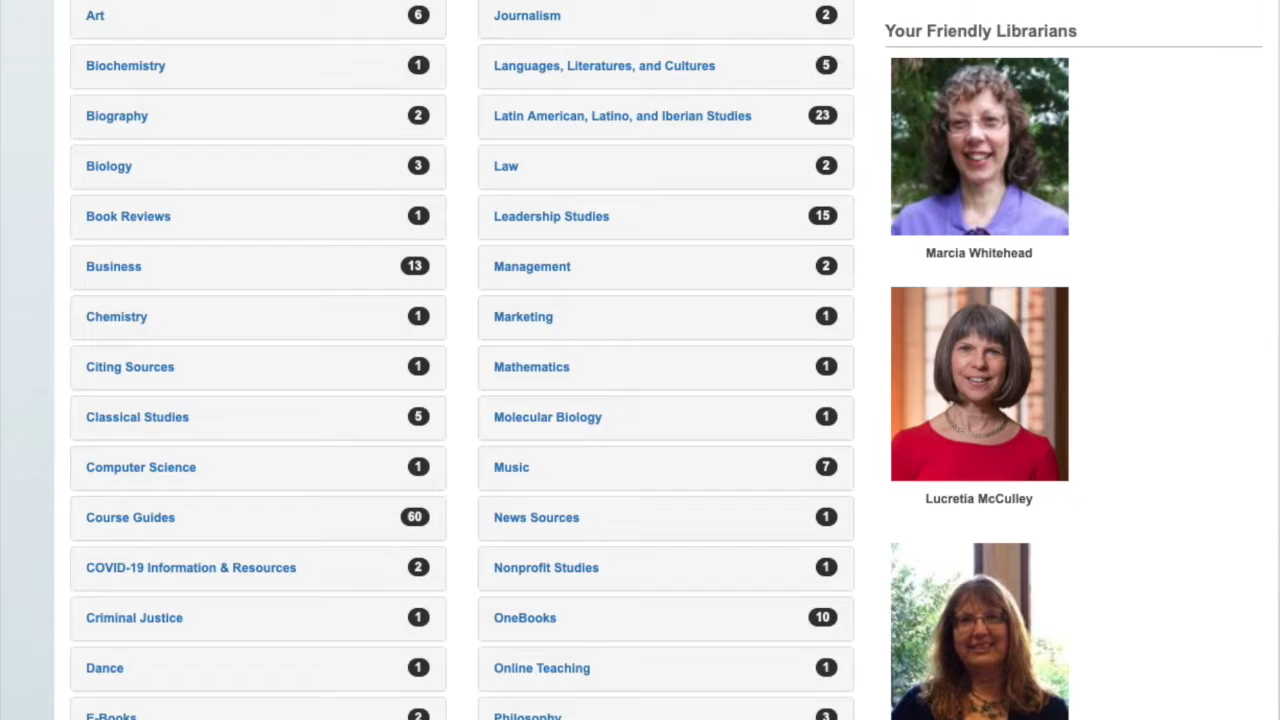 Art 6
Biochemistry 1
Biography 2
Biology 3
Book Reviews 1
Business 13
Chemistry 1
Citing Sources 1
Classical Studies 5
Computer Science 1
Course Guides 60
COVID-19 Information & Resources 2
Criminal Justice 1
Dance 1
E-Books 2
Journalism 2
Languages, Literatures, and Cultures 5
Latin American, Latino, and Iberian Studies 23
Law 2
Leadership Studies 15
Management 2
Marketing 1
Mathematics 1
Molecular Biology 1
Music 7
News Sources 1
Nonprofit Studies 1
OneBooks 10
Online Teaching 1
Philosophy 3
Your Friendly Librarians
Marcia Whitehead
Lucretia McCulley